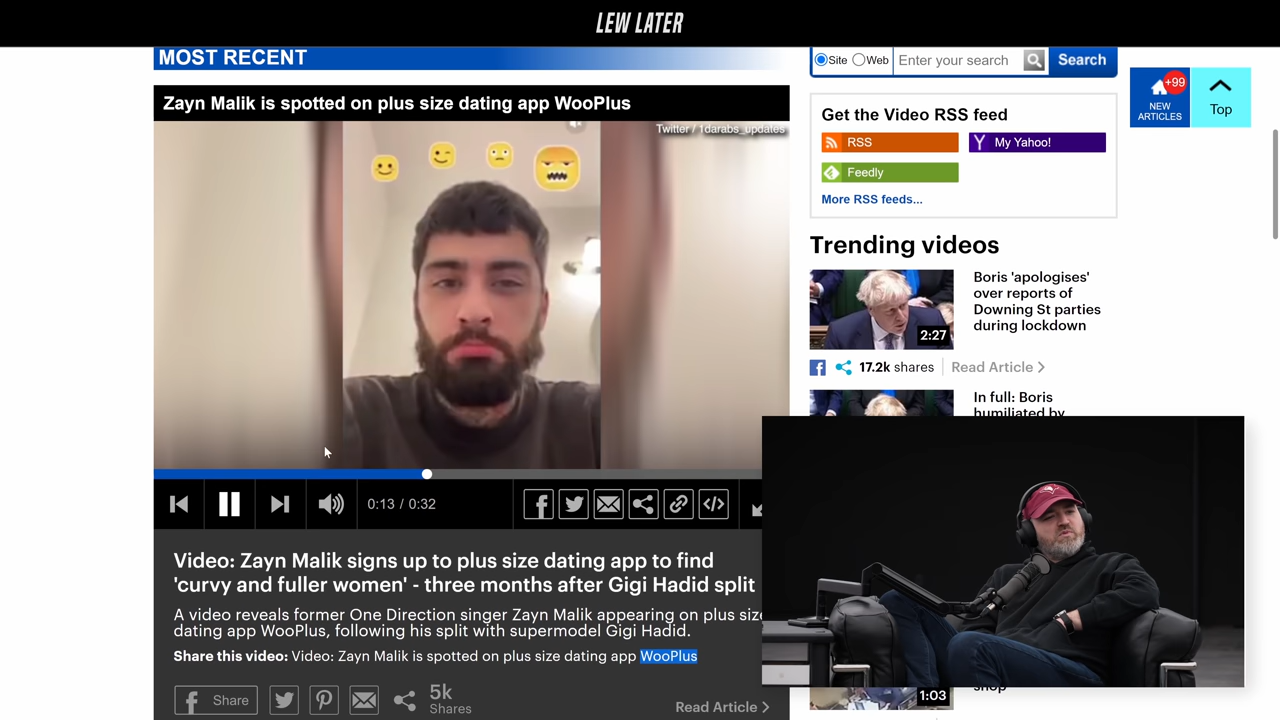 LEW LATER
MOST RECENT
Site Web Enter your search Search
+99
NEW
ARTICLES
Top
Zayn Malik is spotted on plus size dating app WooPlus
Twitter / 1darabs_updates
Get the Video RSS feed
RSS
My Yahoo!
Feedly
More RSS feeds...
Trending videos
Boris 'apologises'
over reports of
Downing St parties
during lockdown
2:27
17.2k shares Read Article
In full: Boris
humiliated by
0:13 / 0:32
Video: Zayn Malik signs up to plus size dating app to find
'curvy and fuller women' - three months after Gigi Hadid split
A video reveals former One Direction singer Zayn Malik appearing on plus size
dating app WooPlus, following his split with supermodel Gigi Hadid.
Share this video: Video: Zayn Malik is spotted on plus size dating app WooPlus
Share
5k
Shares
Read Article
1:03
shop